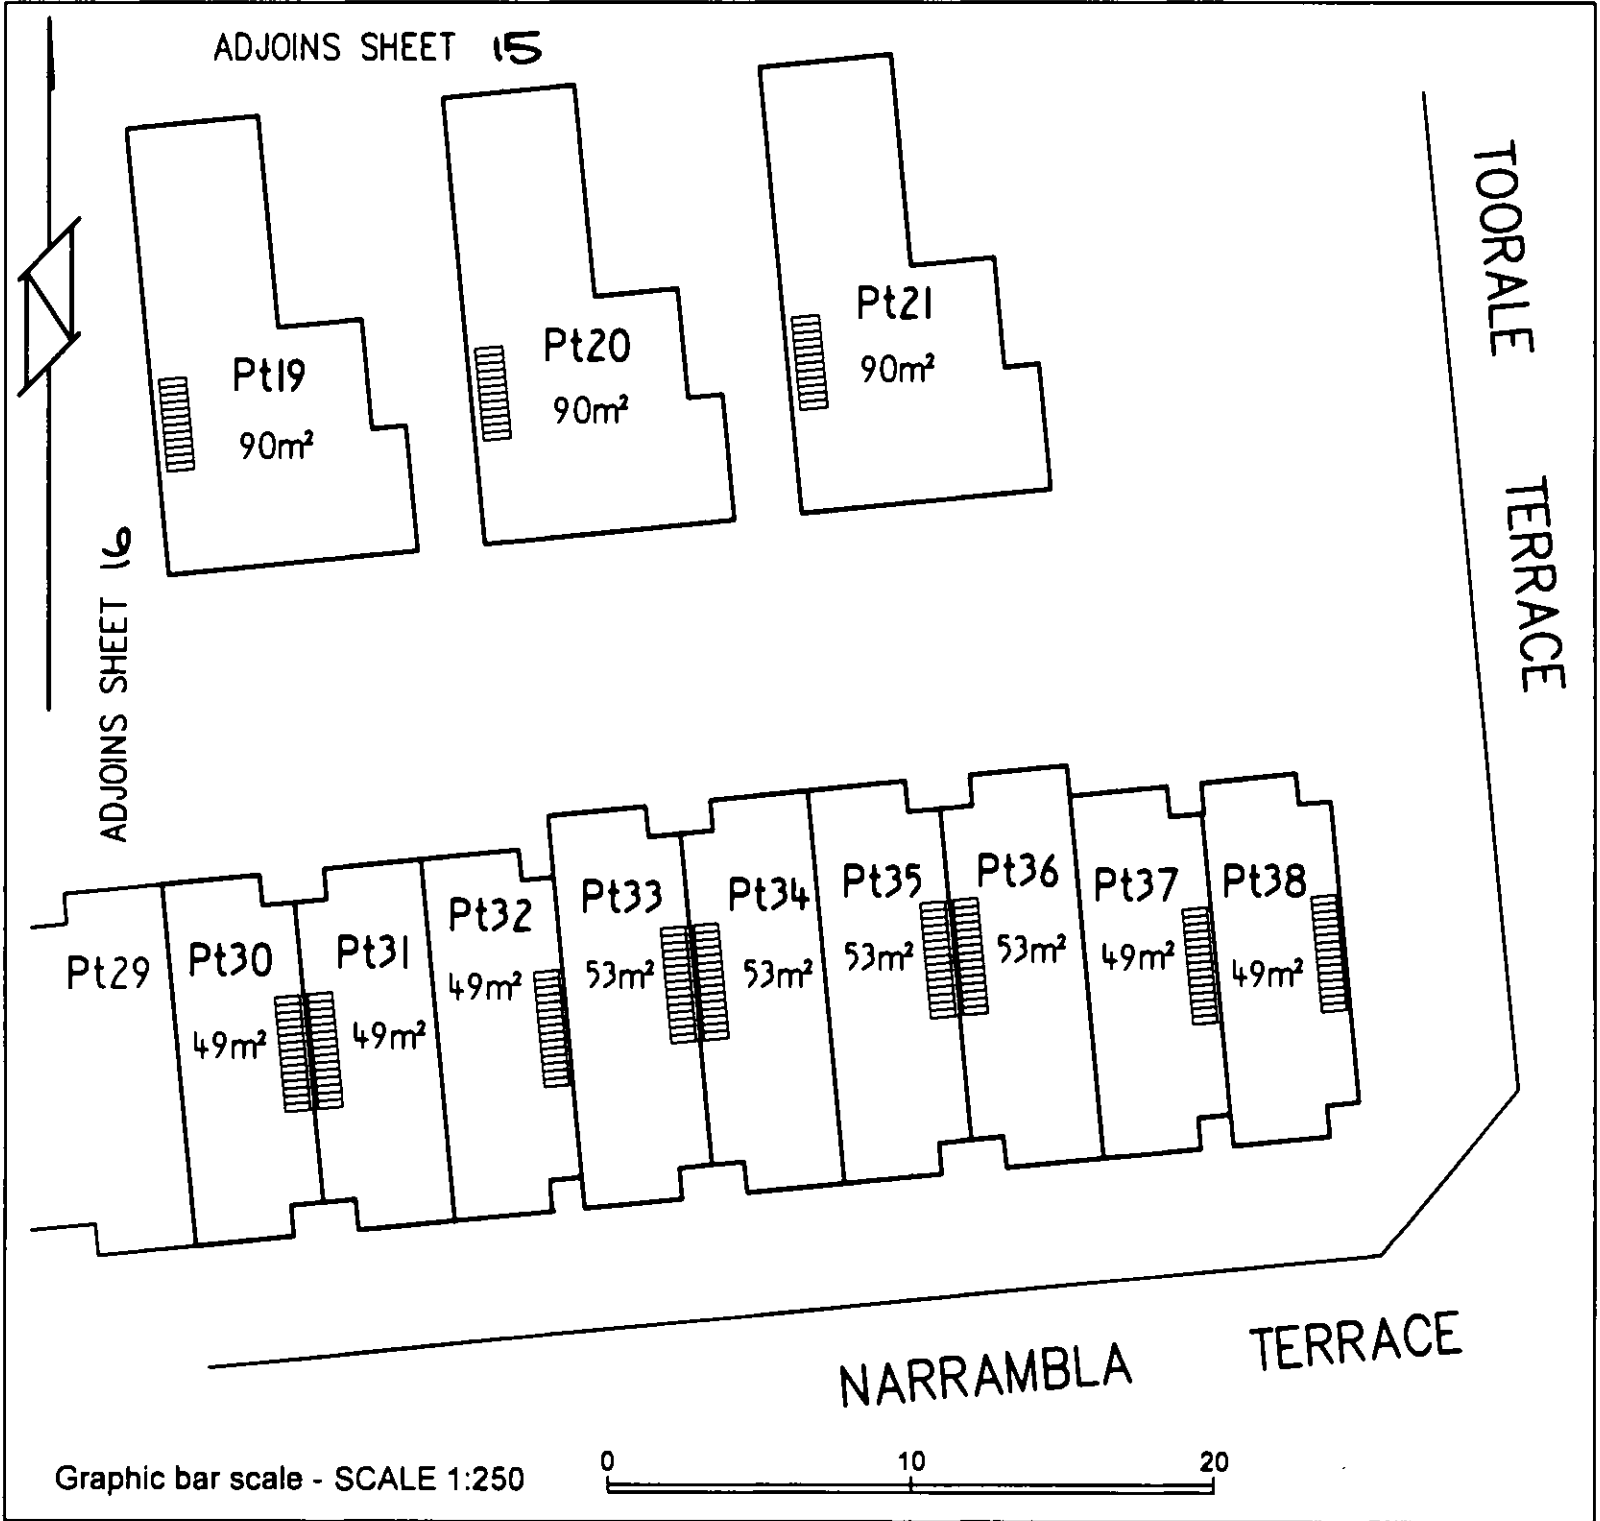 ADJOINS SHEET 15
TOORALE TERRACE
Pt19
90m²
Pt20
90m²
Pt21
90m²
ADJOINS SHEET 16
Pt29
Pt30
49m²
Pt31
49m²
Pt32
49m²
Pt33
53m²
Pt34
53m²
Pt35
53m²
Pt36
53m²
Pt37
49m²
Pt38
49m²
NARRAMBLA TERRACE
Graphic bar scale - SCALE 1:250
0 10 20